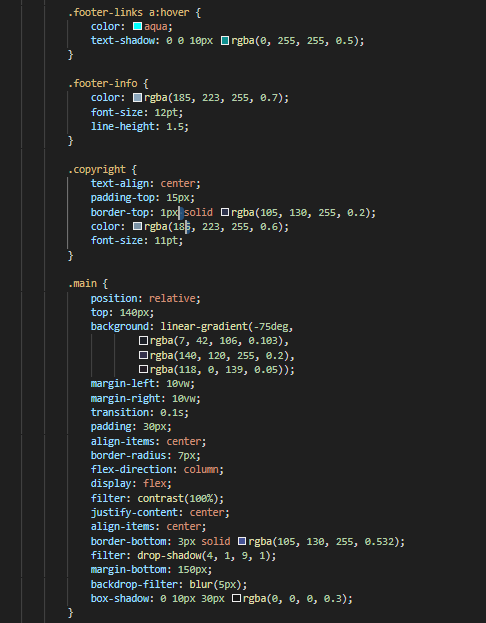 .footer-links a:hover {
color: aqua;
text-shadow: 0 0 10px rgba(0, 255, 255, 0.5);
}
.footer-info {
color: rgba(185, 223, 255, 0.7);
font-size: 12pt;
line-height: 1.5;
}
.copyright {
text-align: center;
padding-top: 15px;
border-top: 1px solid rgba(105, 130, 255, 0.2);
color: rgba(185, 223, 255, 0.6);
font-size: 11pt;
}
.main {
position: relative;
top: 140px;
background: linear-gradient(-75deg,
rgba(7, 42, 106, 0.103),
rgba(140, 120, 255, 0.2),
rgba(118, 0, 139, 0.05));
margin-left: 10vw;
margin-right: 10vw;
transition: 0.1s;
padding: 30px;
align-items: center;
border-radius: 7px;
flex-direction: column;
display: flex;
filter: contrast(100%);
justify-content: center;
align-items: center;
border-bottom: 3px solid rgba(105, 130, 255, 0.532);
filter: drop-shadow(4, 1, 9, 1);
margin-bottom: 150px;
backdrop-filter: blur(5px);
box-shadow: 0 10px 30px rgba(0, 0, 0, 0.3);
}